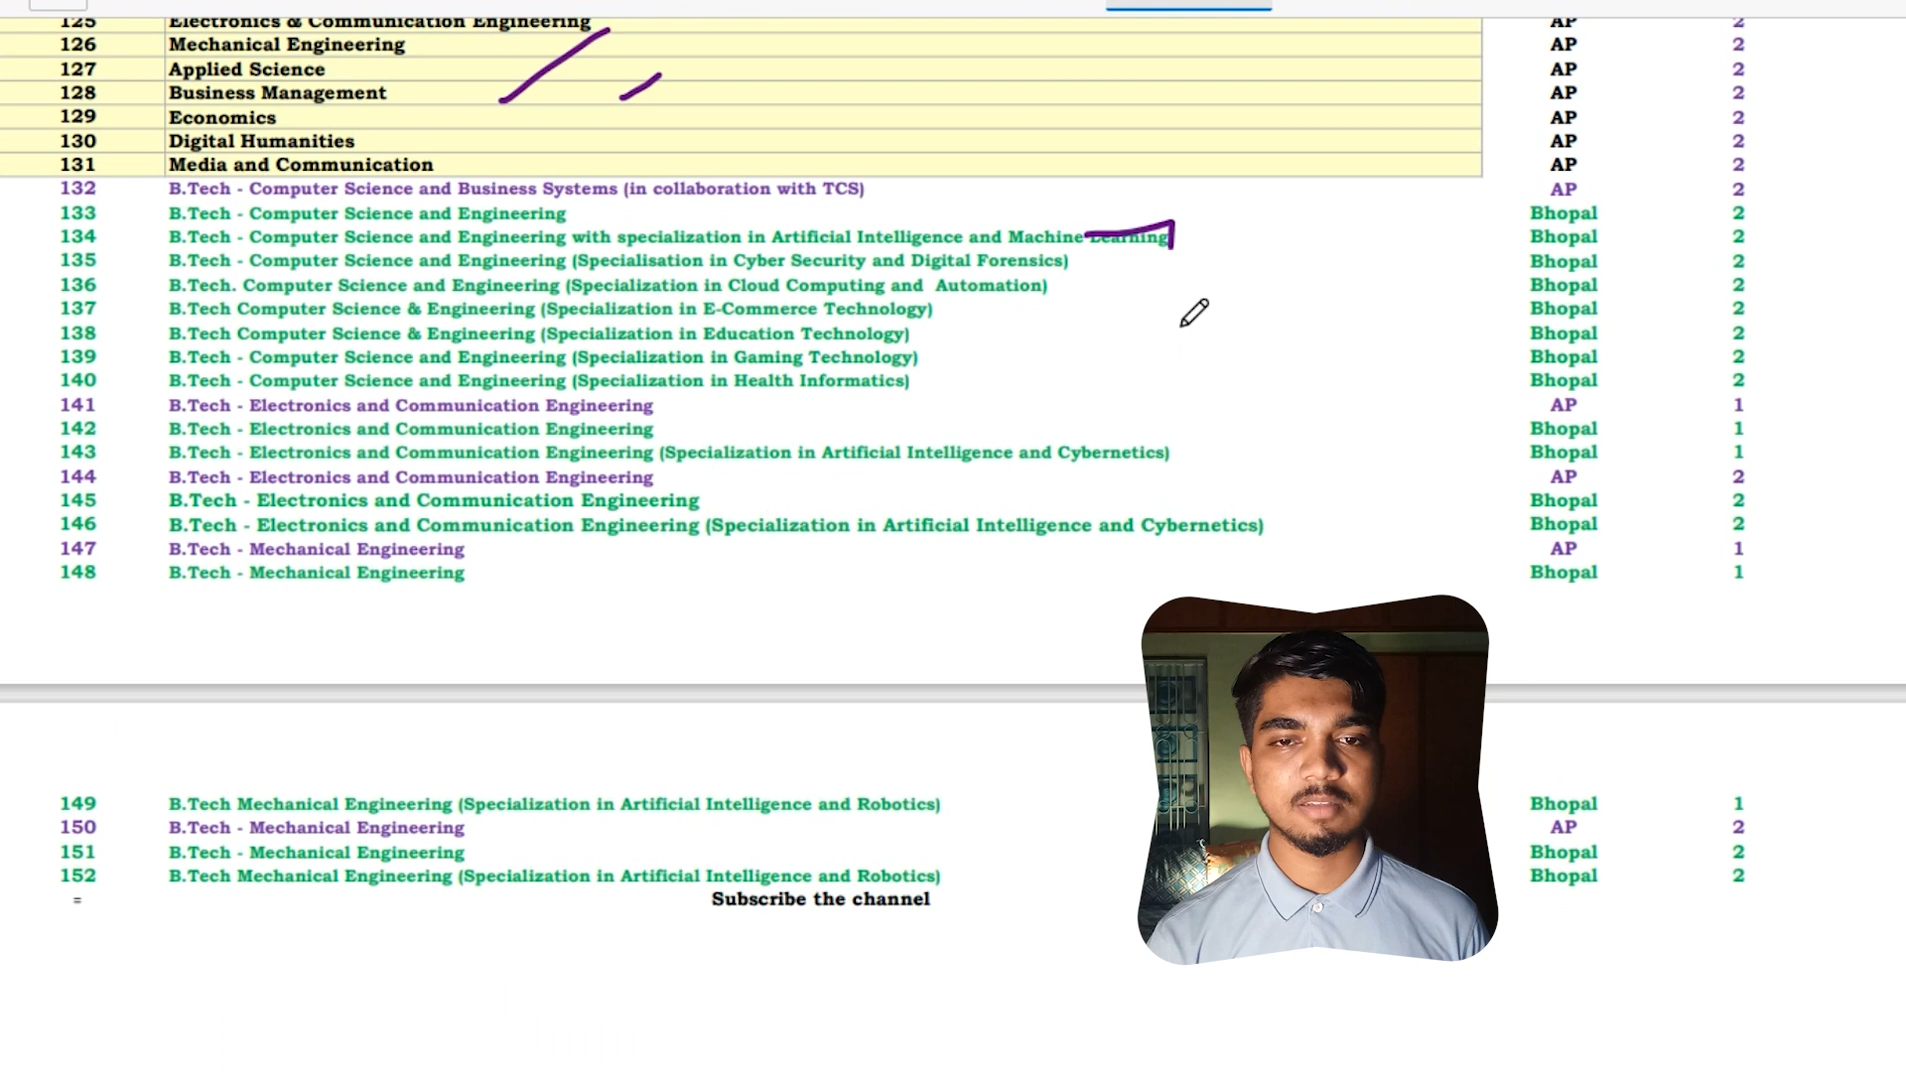 125 Electronics & Communication Engineering AP 2
126 Mechanical Engineering AP 2
127 Applied Science AP 2
128 Business Management AP 2
129 Economics AP 2
130 Digital Humanities AP 2
131 Media and Communication AP 2
132 B.Tech - Computer Science and Business Systems (in collaboration with TCS) AP 2
133 B.Tech - Computer Science and Engineering Bhopal 2
134 B.Tech - Computer Science and Engineering with specialization in Artificial Intelligence and Machine Learning Bhopal 2
135 B.Tech - Computer Science and Engineering (Specialisation in Cyber Security and Digital Forensics) Bhopal 2
136 B.Tech. Computer Science and Engineering (Specialization in Cloud Computing and Automation) Bhopal 2
137 B.Tech Computer Science & Engineering (Specialization in E-Commerce Technology) Bhopal 2
138 B.Tech Computer Science & Engineering (Specialization in Education Technology) Bhopal 2
139 B.Tech - Computer Science and Engineering (Specialization in Gaming Technology) Bhopal 2
140 B.Tech - Computer Science and Engineering (Specialization in Health Informatics) Bhopal 2
141 B.Tech - Electronics and Communication Engineering AP 1
142 B.Tech - Electronics and Communication Engineering Bhopal 1
143 B.Tech - Electronics and Communication Engineering (Specialization in Artificial Intelligence and Cybernetics) Bhopal 1
144 B.Tech - Electronics and Communication Engineering AP 2
145 B.Tech - Electronics and Communication Engineering Bhopal 2
146 B.Tech - Electronics and Communication Engineering (Specialization in Artificial Intelligence and Cybernetics) Bhopal 2
147 B.Tech - Mechanical Engineering AP 1
148 B.Tech - Mechanical Engineering Bhopal 1
149 B.Tech Mechanical Engineering (Specialization in Artificial Intelligence and Robotics) Bhopal 1
150 B.Tech - Mechanical Engineering AP 2
151 B.Tech - Mechanical Engineering Bhopal 2
152 B.Tech Mechanical Engineering (Specialization in Artificial Intelligence and Robotics) Bhopal 2
= Subscribe the channel